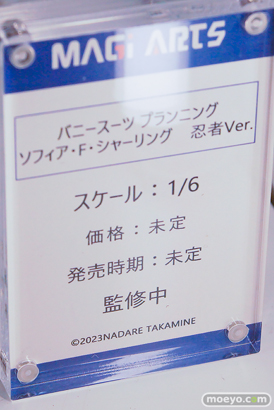 MAGI ARTS
バニースーツ プランニング
ソフィア・F・シャーリング 忍者Ver.
スケール：1/6
価格：未定
発売時期：未定
監修中
©2023NADARE TAKAMINE
moeyo.com